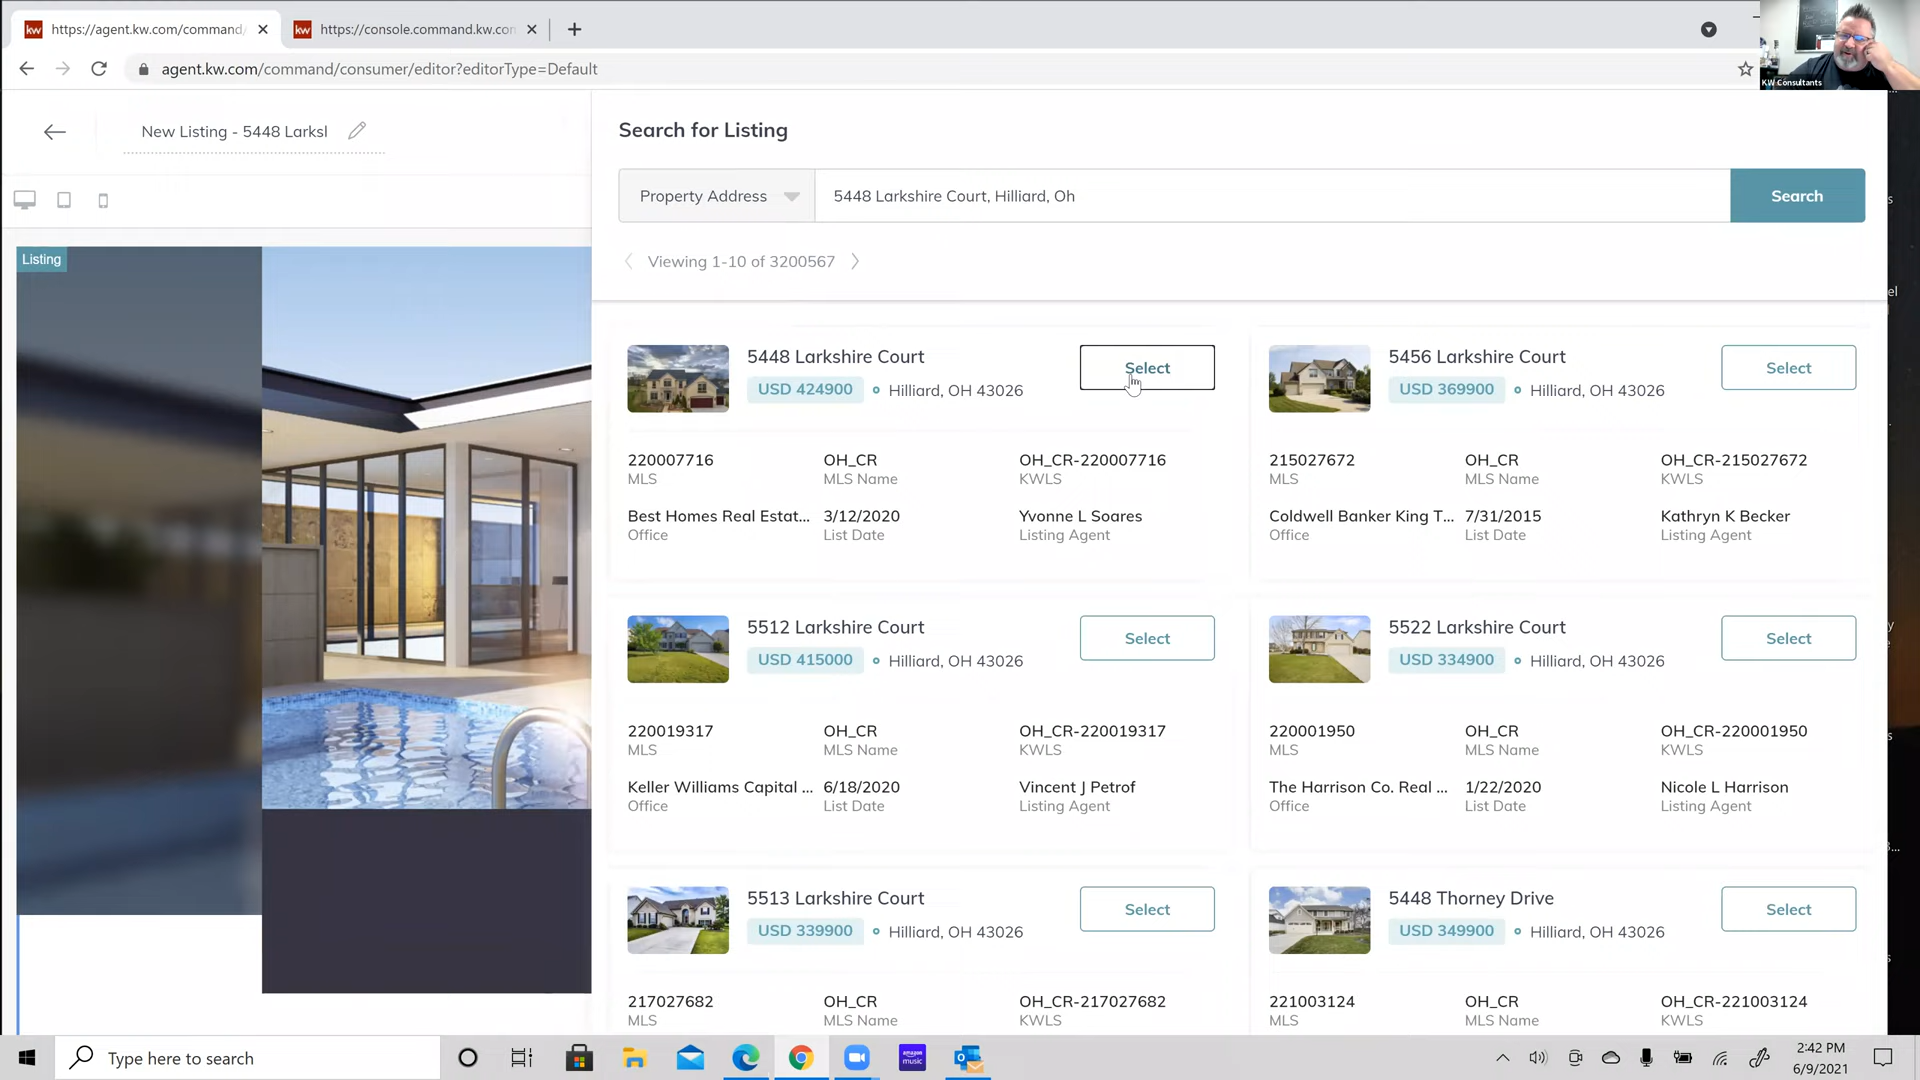 kw https://agent.kw.com/command/
kw https://console.command.kw.con
KW Consultants
agent.kw.com/command/consumer/editor?editorType=Default
New Listing - 5448 Larksl
Search for Listing
Property Address
5448 Larkshire Court, Hilliard, Oh
Search
Viewing 1-10 of 3200567
Listing
5448 Larkshire Court
Select
USD 424900
Hilliard, OH 43026
220007716
OH_CR
OH_CR-220007716
MLS
MLS Name
KWLS
Best Homes Real Estat...
3/12/2020
Yvonne L Soares
Office
List Date
Listing Agent
5456 Larkshire Court
Select
USD 369900
Hilliard, OH 43026
215027672
OH_CR
OH_CR-215027672
MLS
MLS Name
KWLS
Coldwell Banker King T...
7/31/2015
Kathryn K Becker
Office
List Date
Listing Agent
5512 Larkshire Court
Select
USD 415000
Hilliard, OH 43026
220019317
OH_CR
OH_CR-220019317
MLS
MLS Name
KWLS
Keller Williams Capital ...
6/18/2020
Vincent J Petrof
Office
List Date
Listing Agent
5522 Larkshire Court
Select
USD 334900
Hilliard, OH 43026
220001950
OH_CR
OH_CR-220001950
MLS
MLS Name
KWLS
The Harrison Co. Real ...
1/22/2020
Nicole L Harrison
Office
List Date
Listing Agent
5513 Larkshire Court
Select
USD 339900
Hilliard, OH 43026
217027682
OH_CR
OH_CR-217027682
MLS
MLS Name
KWLS
5448 Thorney Drive
Select
USD 349900
Hilliard, OH 43026
221003124
OH_CR
OH_CR-221003124
MLS
MLS Name
KWLS
Type here to search
amazon music
2:42 PM
6/9/2021